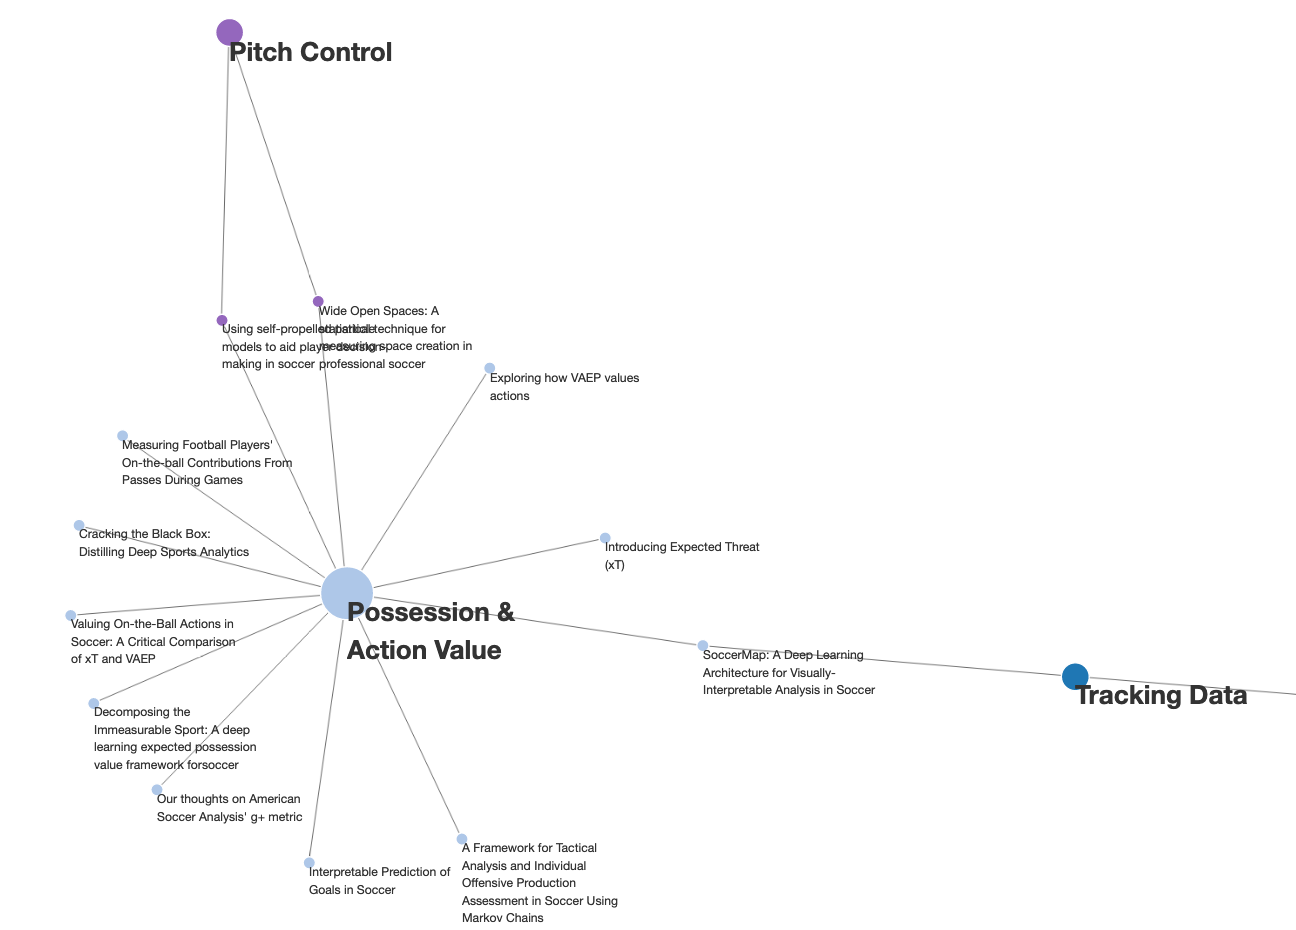 Pitch Control
Wide Open Spaces: A
statistical technique for
measuring space creation in
professional soccer
Using self-propelled particle
models to aid player decision-
making in soccer
Exploring how VAEP values
actions
Measuring Football Players'
On-the-ball Contributions From
Passes During Games
Cracking the Black Box:
Distilling Deep Sports Analytics
Introducing Expected Threat
(xT)
Possession &
Action Value
Valuing On-the-Ball Actions in
Soccer: A Critical Comparison
of xT and VAEP
SoccerMap: A Deep Learning
Architecture for Visually-
Interpretable Analysis in Soccer
Tracking Data
Decomposing the
Immeasurable Sport: A deep
learning expected possession
value framework forsoccer
Our thoughts on American
Soccer Analysis' g+ metric
Interpretable Prediction of
Goals in Soccer
A Framework for Tactical
Analysis and Individual
Offensive Production
Assessment in Soccer Using
Markov Chains